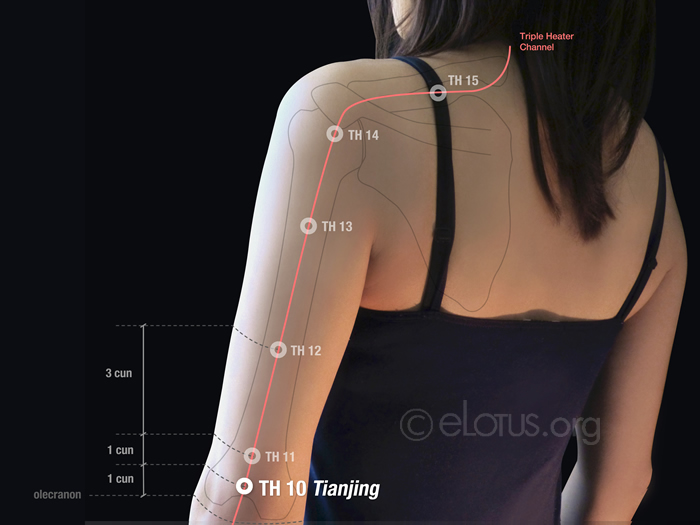 Triple Heater
Channel
TH 15
TH 14
TH 13
TH 12
3 cun
1 cun
TH 11
1 cun
TH 10 Tianjing
olecranon
© eLotus.org